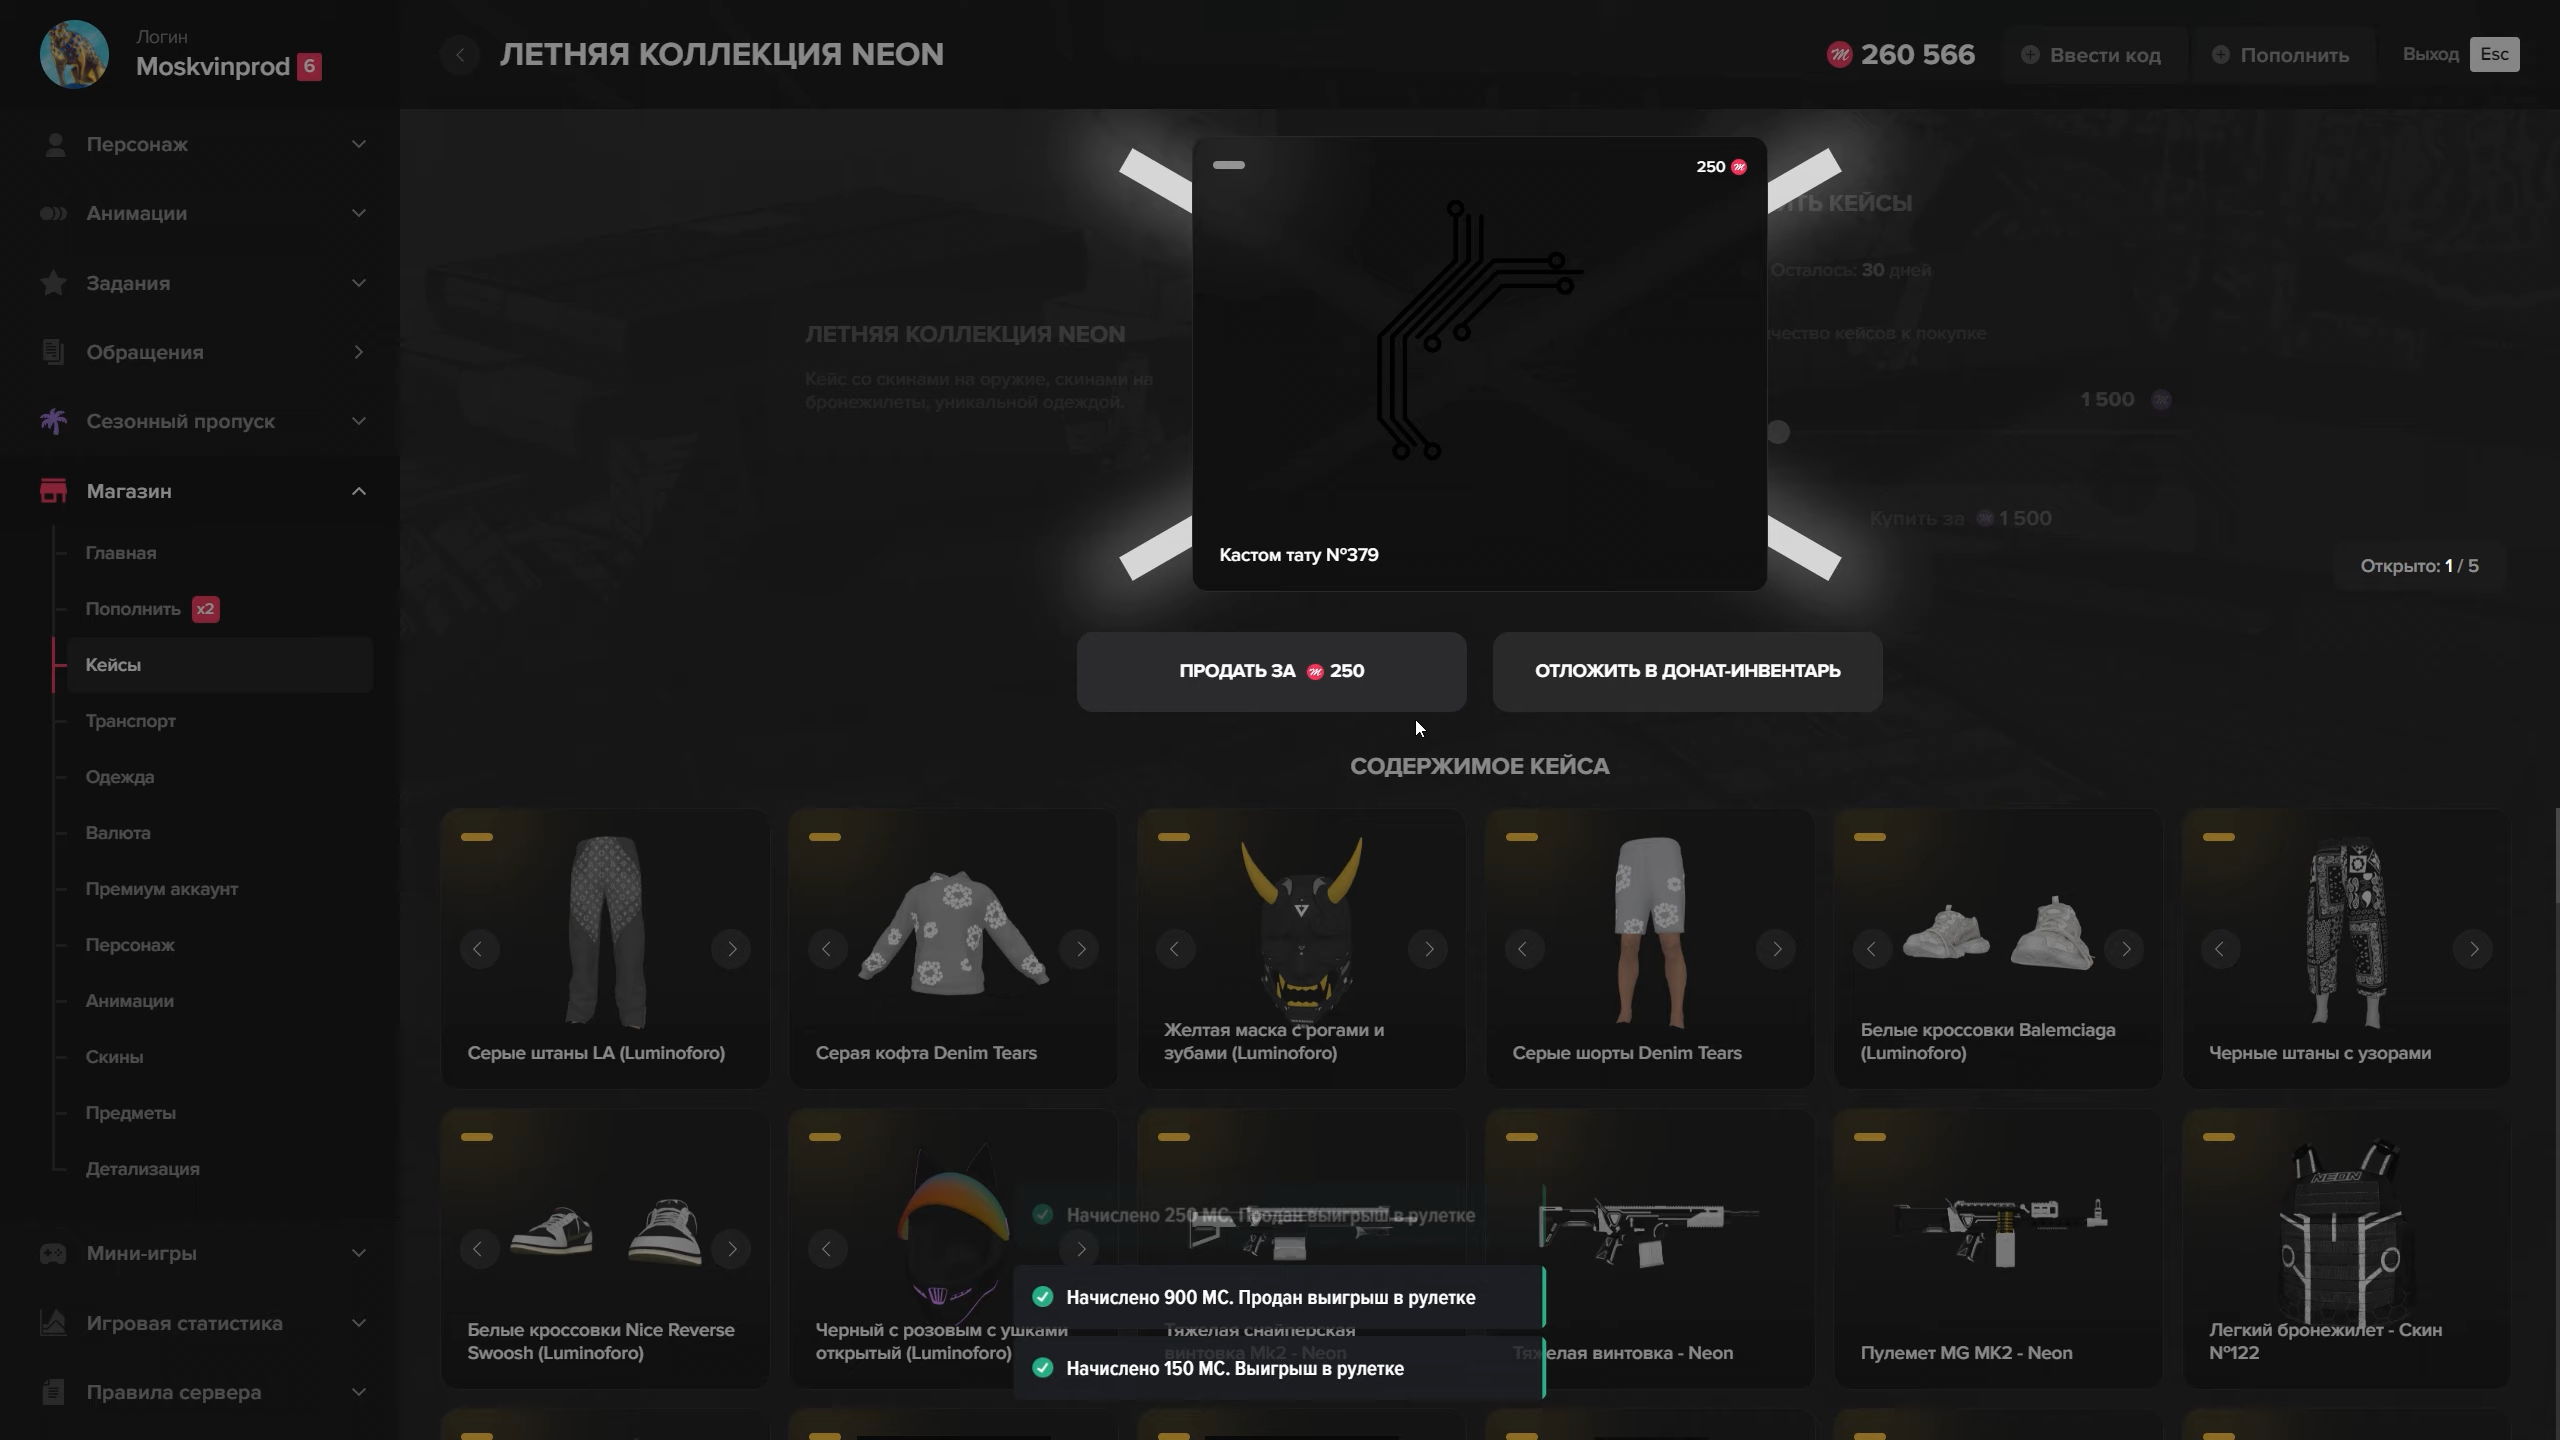 Логин
Moskvinprod 6
ЛЕТНЯЯ КОЛЛЕКЦИЯ NEON
260 566
Ввести код
Пополнить
Выход Esc
Персонаж
Анимации
Задания
Обращения
Сезонный пропуск
Магазин
Главная
Пополнить x2
Кейсы
Транспорт
Одежда
Валюта
Премиум аккаунт
Персонаж
Анимации
Скины
Предметы
Детализация
Мини-игры
Игровая статистика
Правила сервера
ЛЕТНЯЯ КОЛЛЕКЦИЯ NEON
Кейс со скинами на оружие, скинами на
бронежилеты, уникальной одеждой.
250
Кастом тату №379
КЕЙСЫ
Осталось: 30 дней
кейсов к покупке
1 500
Купить за 1 500
Открыто: 1 / 5
ПРОДАТЬ ЗА 250
ОТЛОЖИТЬ В ДОНАТ-ИНВЕНТАРЬ
СОДЕРЖИМОЕ КЕЙСА
Серые штаны LA (Luminoforo)
Серая кофта Denim Tears
Желтая маска с рогами и
зубами (Luminoforo)
Серые шорты Denim Tears
Белые кроссовки Balemciaga
(Luminoforo)
Черные штаны с узорами
Белые кроссовки Nice Reverse
Swoosh (Luminoforo)
Черный с розовым с ушками
открытый (Luminoforo)
Тяжелая снайперская
винтовка Mk2 - Neon
Тяжелая винтовка - Neon
Пулемет MG MK2 - Neon
NEON
Легкий бронежилет - Скин
№122
Начислено 250 MC. Продан выигрыш в рулетке
Начислено 900 MC. Продан выигрыш в рулетке
Начислено 150 MC. Выигрыш в рулетке